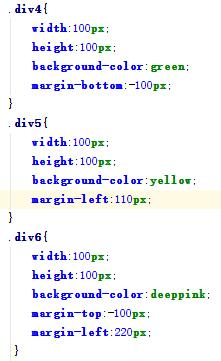 .div4{
width:100px;
height:100px;
background-color:green;
margin-bottom:-100px;
}
.div5{
width:100px;
height:100px;
background-color:yellow;
margin-left:110px;
}
.div6{
width:100px;
height:100px;
background-color:deeppink;
margin-top:-100px;
margin-left:220px;
}